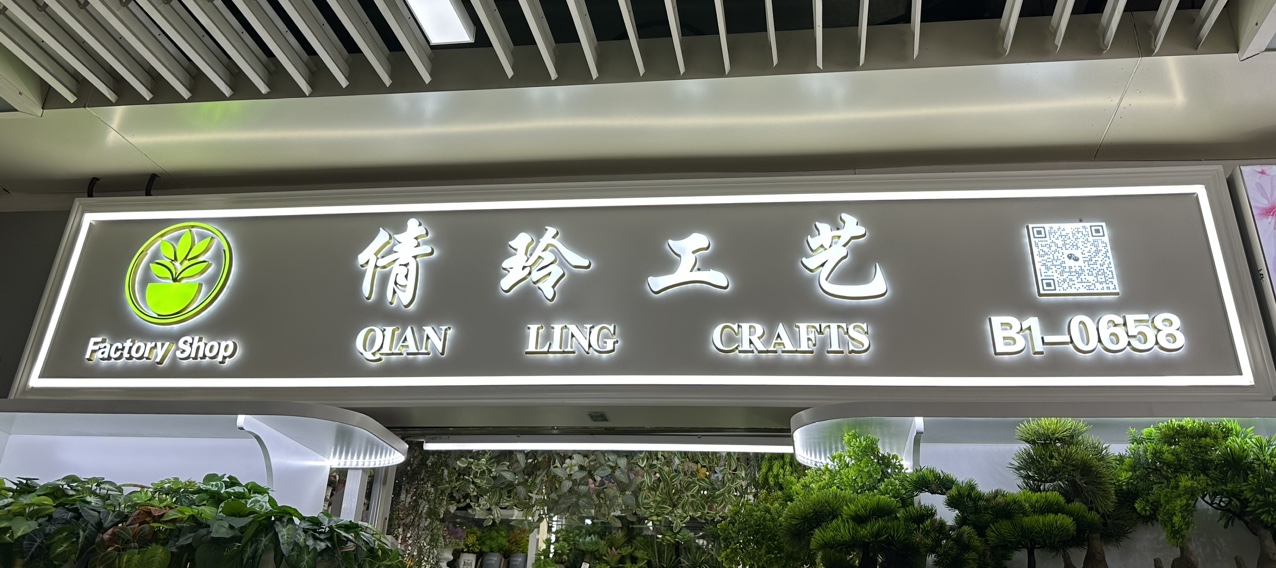 倩玲工艺
Factory Shop
QIAN LING CRAFTS
B1-0658